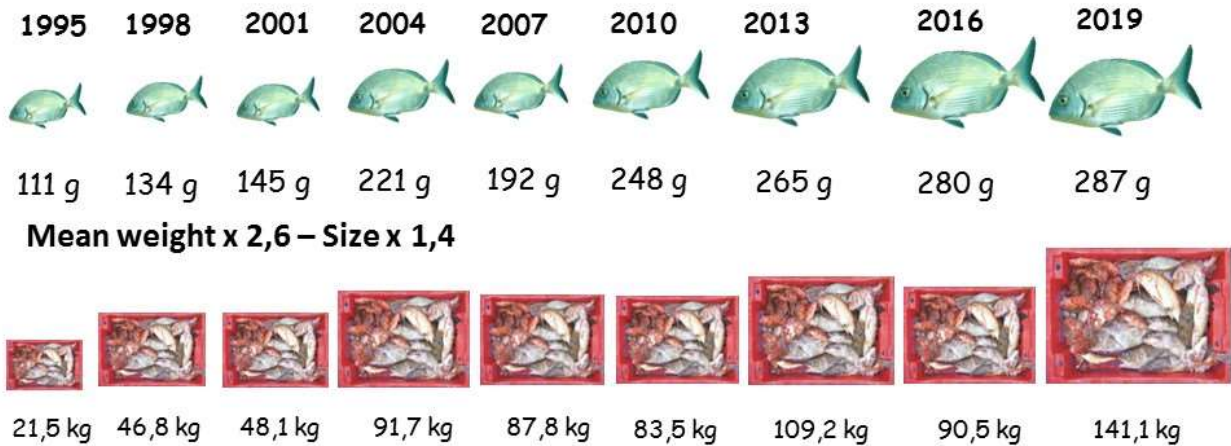 1995 1998 2001 2004 2007 2010 2013 2016 2019
111 g 134 g 145 g 221 g 192 g 248 g 265 g 280 g 287 g
Mean weight x 2,6 – Size x 1,4
21,5 kg 46,8 kg 48,1 kg 91,7 kg 87,8 kg 83,5 kg 109,2 kg 90,5 kg 141,1 kg